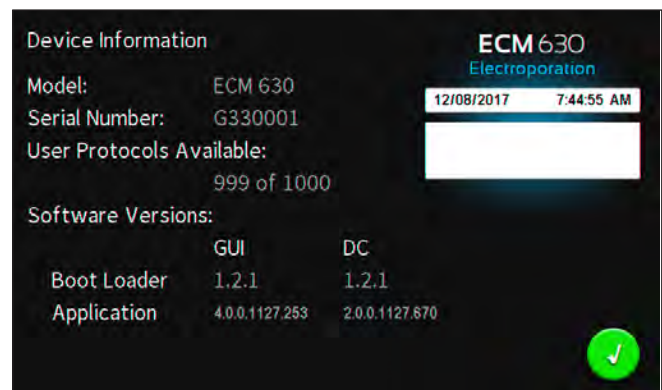 Device Information
ECM 630
Electroporation
12/08/2017 7:44:55 AM
Model: ECM 630
Serial Number: G330001
User Protocols Available:
999 of 1000
Software Versions:
GUI DC
Boot Loader 1.2.1 1.2.1
Application 4.0.0.1127.253 2.0.0.1127.670